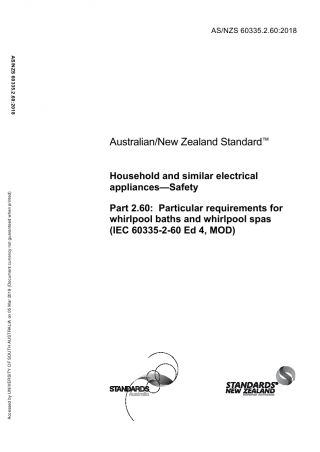 AS/NZS 60335.2.60:2018
AS/NZS 60335.2.60:2018
Australian/New Zealand Standard™
Household and similar electrical
appliances—Safety
Part 2.60: Particular requirements for
whirlpool baths and whirlpool spas
(IEC 60335-2-60 Ed 4, MOD)
Accessed by UNIVERSITY OF SOUTH AUSTRALIA on 05 Mar 2019 (Document currency not guaranteed when printed)
STANDARDS
Australia
STANDARDS
NEW ZEALAND